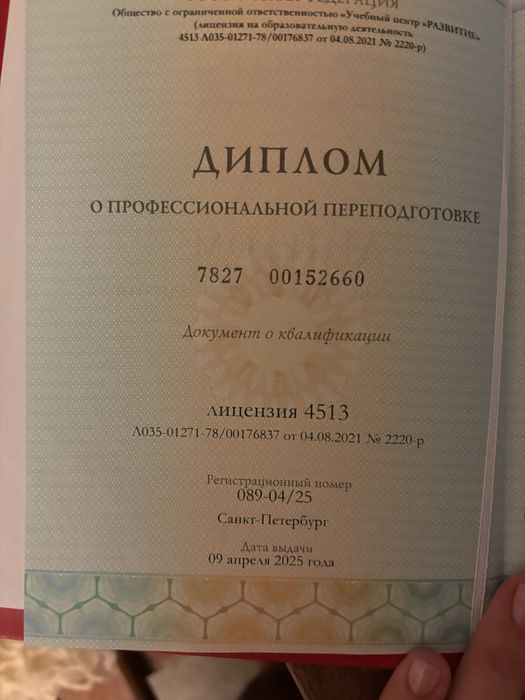 РОССИЙСКАЯ ФЕДЕРАЦИЯ
Общество с ограниченной ответственностью «Учебный центр «РАЗВИТИЕ»
(лицензия на образовательную деятельность
4513 Л035-01271-78/00176837 от 04.08.2021 № 2220-р)
ДИПЛОМ
О ПРОФЕССИОНАЛЬНОЙ ПЕРЕПОДГОТОВКЕ
7827 00152660
Документ о квалификации
лицензия 4513
Л035-01271-78/00176837 от 04.08.2021 № 2220-р
Регистрационный номер
089-04/25
Санкт-Петербург
Дата выдачи
09 апреля 2025 года